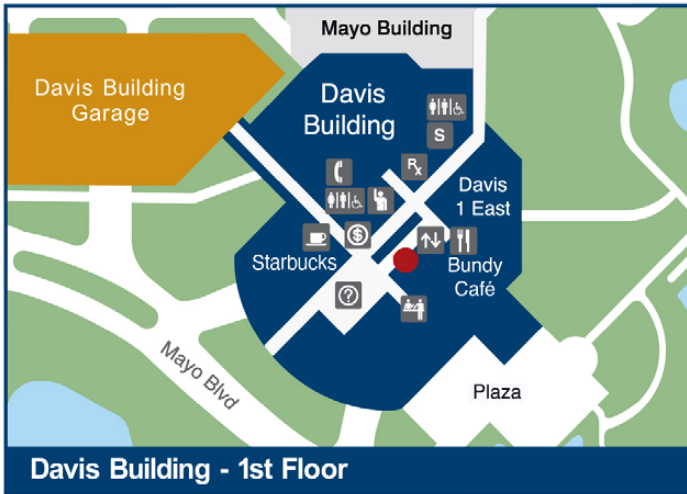 Mayo Building
Davis Building
Garage
Davis
Building
S
Rx
Davis
1 East
$
Starbucks
Bundy
Café
?
Mayo Blvd
Plaza
Davis Building - 1st Floor